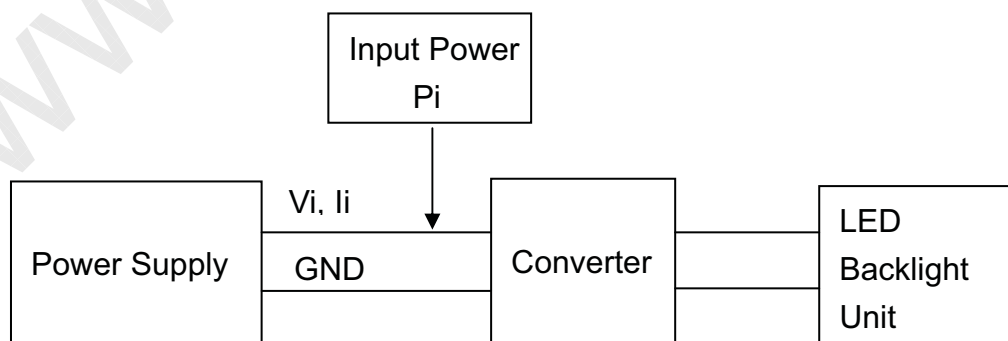 Input Power
Pi
Vi, Ii
GND
Power Supply
Converter
LED
Backlight
Unit